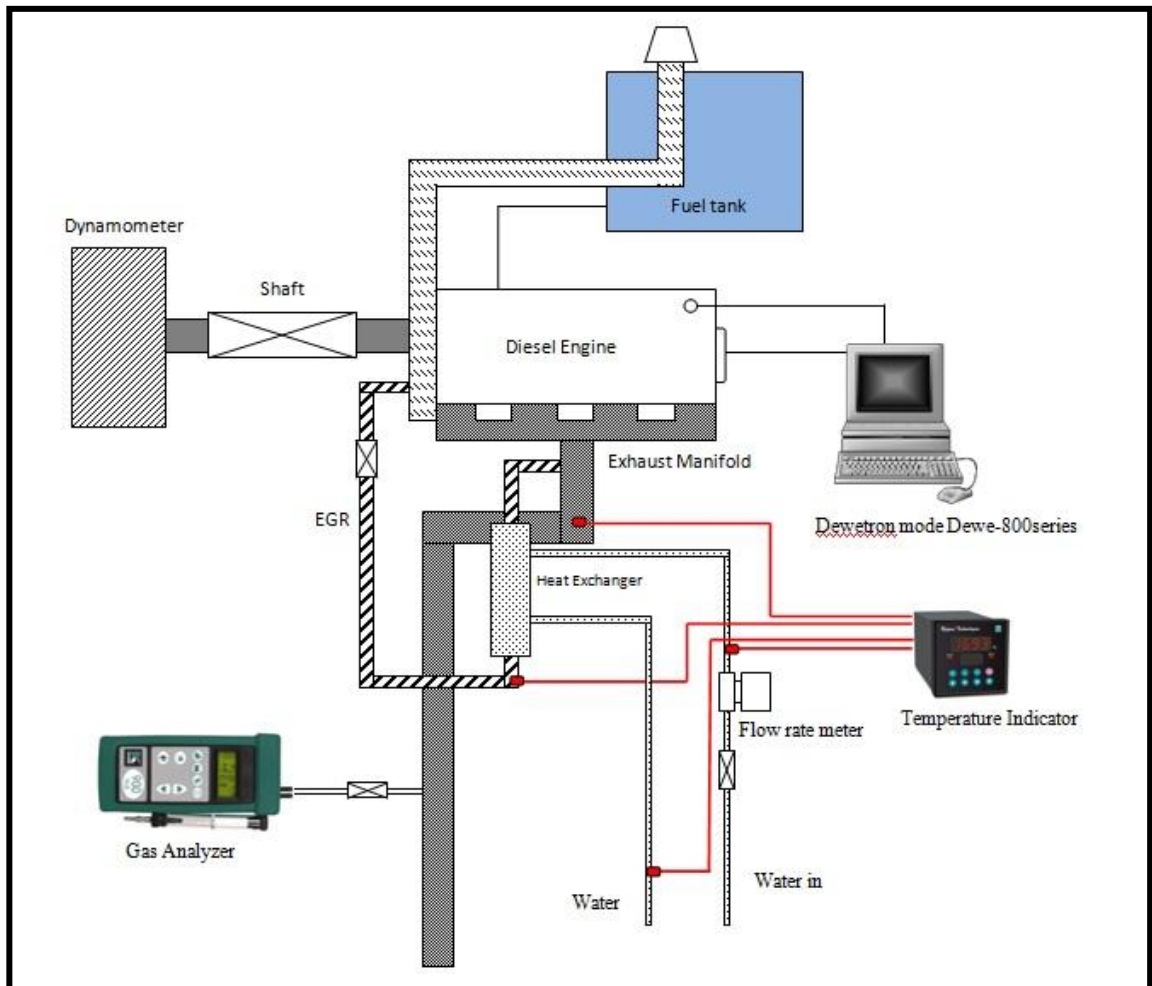 Fuel tank
Dynamometer
Shaft
Diesel Engine
Exhaust Manifold
Dewetron mode Dewe-800series
EGR
Heat Exchanger
Temperature Indicator
Flow rate meter
Gas Analyzer
Water
Water in